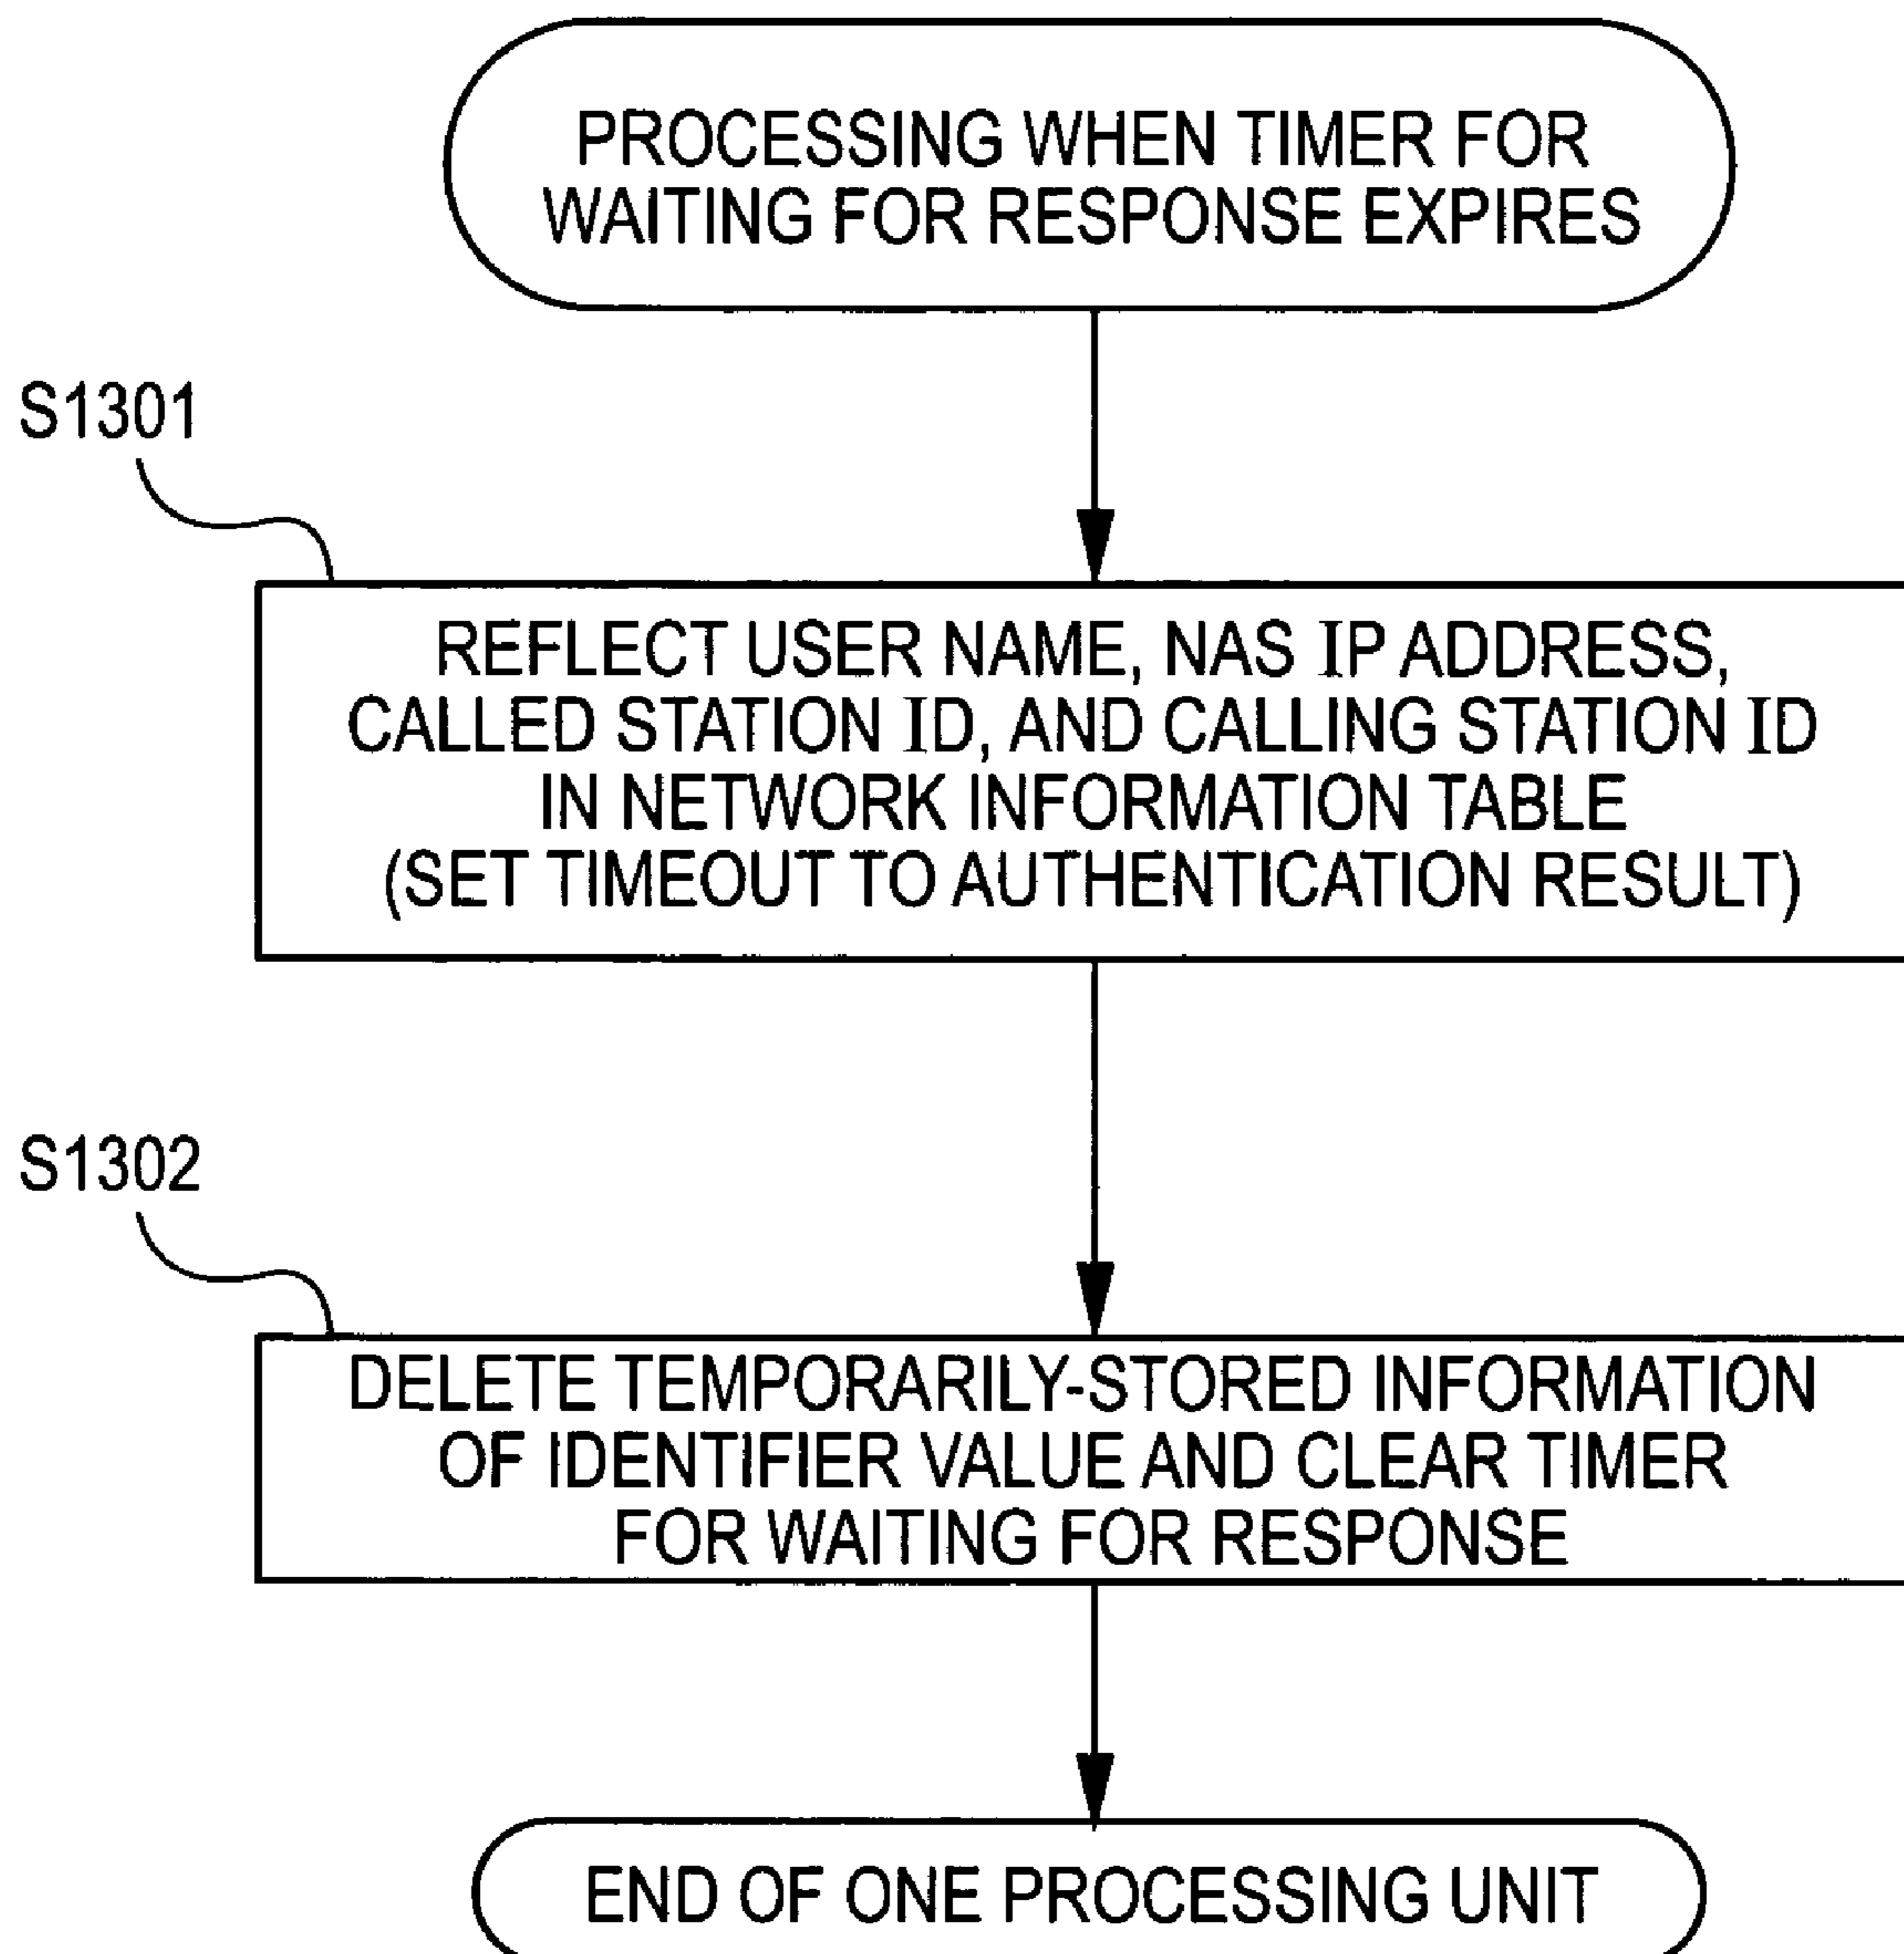 PROCESSING WHEN TIMER FOR
WAITING FOR RESPONSE EXPIRES
S1301
REFLECT USER NAME, NAS IP ADDRESS,
CALLED STATION ID, AND CALLING STATION ID
IN NETWORK INFORMATION TABLE
(SET TIMEOUT TO AUTHENTICATION RESULT)
S1302
DELETE TEMPORARILY-STORED INFORMATION
OF IDENTIFIER VALUE AND CLEAR TIMER
FOR WAITING FOR RESPONSE
END OF ONE PROCESSING UNIT